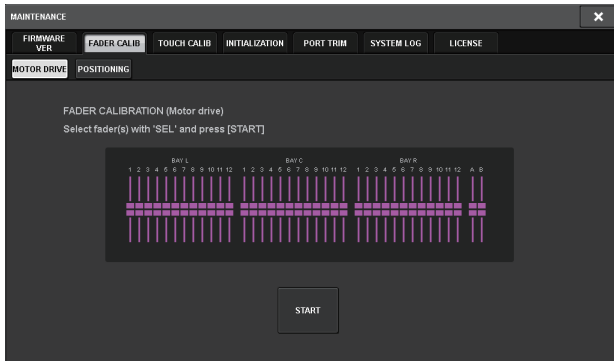 MAINTENANCE
FIRMWARE VER
FADER CALIB
TOUCH CALIB
INITIALIZATION
PORT TRIM
SYSTEM LOG
LICENSE
MOTOR DRIVE
POSITIONING
FADER CALIBRATION (Motor drive)
Select fader(s) with 'SEL' and press [START]
BAY L BAY C BAY R
1 2 3 4 5 6 7 8 9 10 11 12 1 2 3 4 5 6 7 8 9 10 11 12 1 2 3 4 5 6 7 8 9 10 11 12 A B
START